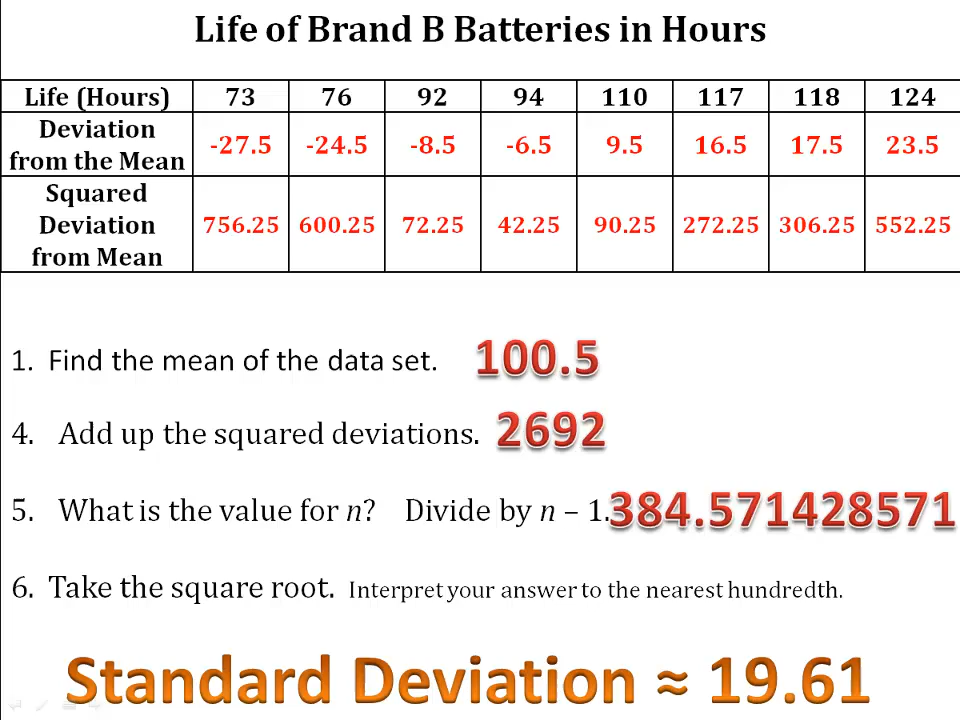 Life of Brand B Batteries in Hours
Life (Hours) 73 76 92 94 110 117 118 124
Deviation from the Mean -27.5 -24.5 -8.5 -6.5 9.5 16.5 17.5 23.5
Squared Deviation from Mean 756.25 600.25 72.25 42.25 90.25 272.25 306.25 552.25
1. Find the mean of the data set. 100.5
4. Add up the squared deviations. 2692
5. What is the value for n? Divide by n – 1. 384.571428571
6. Take the square root. Interpret your answer to the nearest hundredth.
Standard Deviation ≈ 19.61